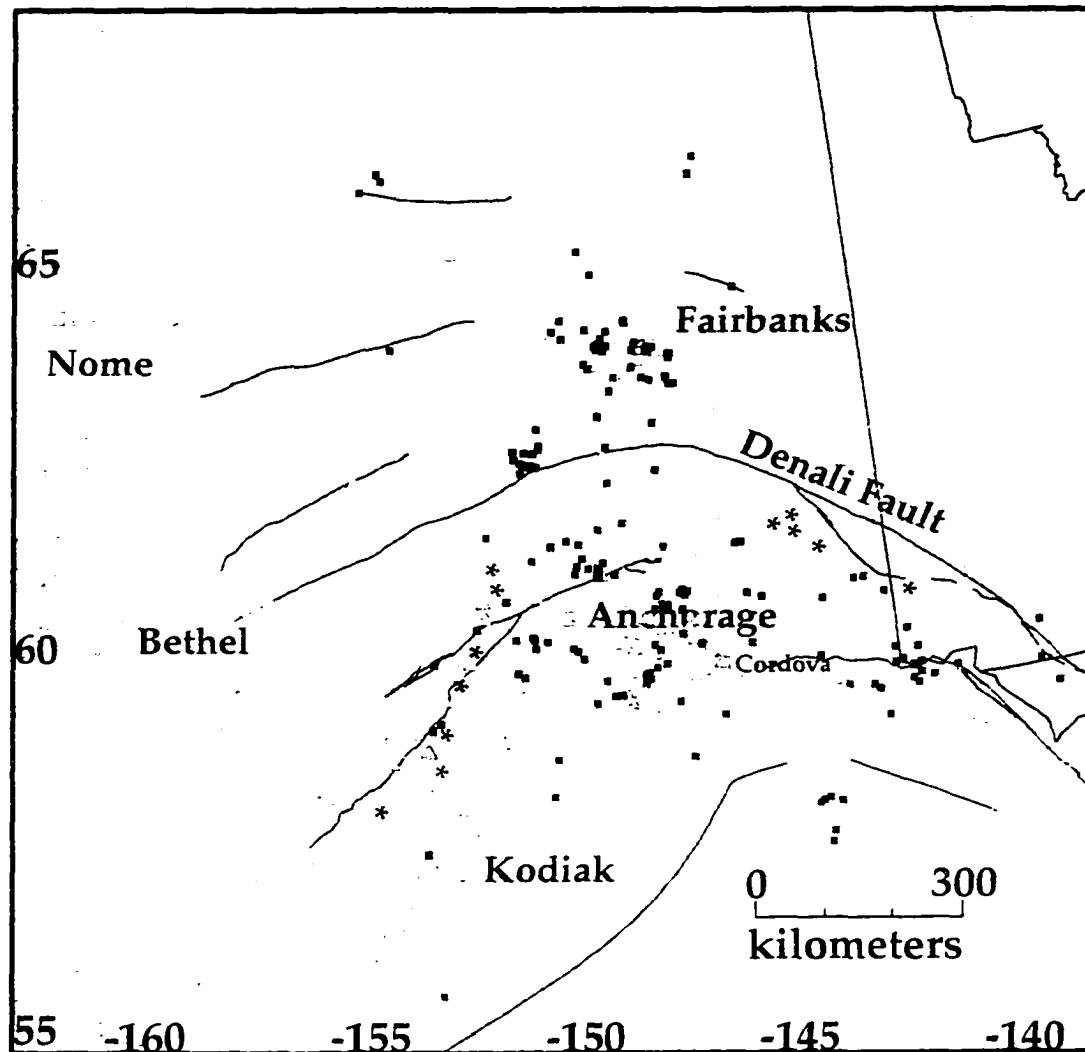 65
Fairbanks
Nome
Denali Fault
Anchorage
Bethel
60
Cordova
Kodiak
0 300
kilometers
55 -160 -155 -150 -145 -140